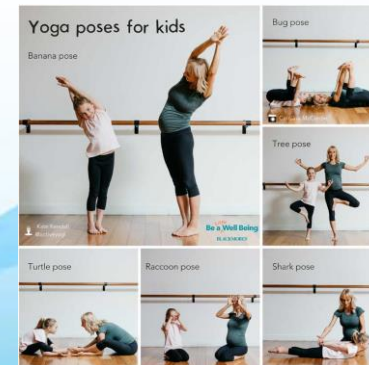 Yoga poses for kids
Banana pose
Be a Well Being
BLACKMORES
Bug pose
Tree pose
Turtle pose
Raccoon pose
Shark pose